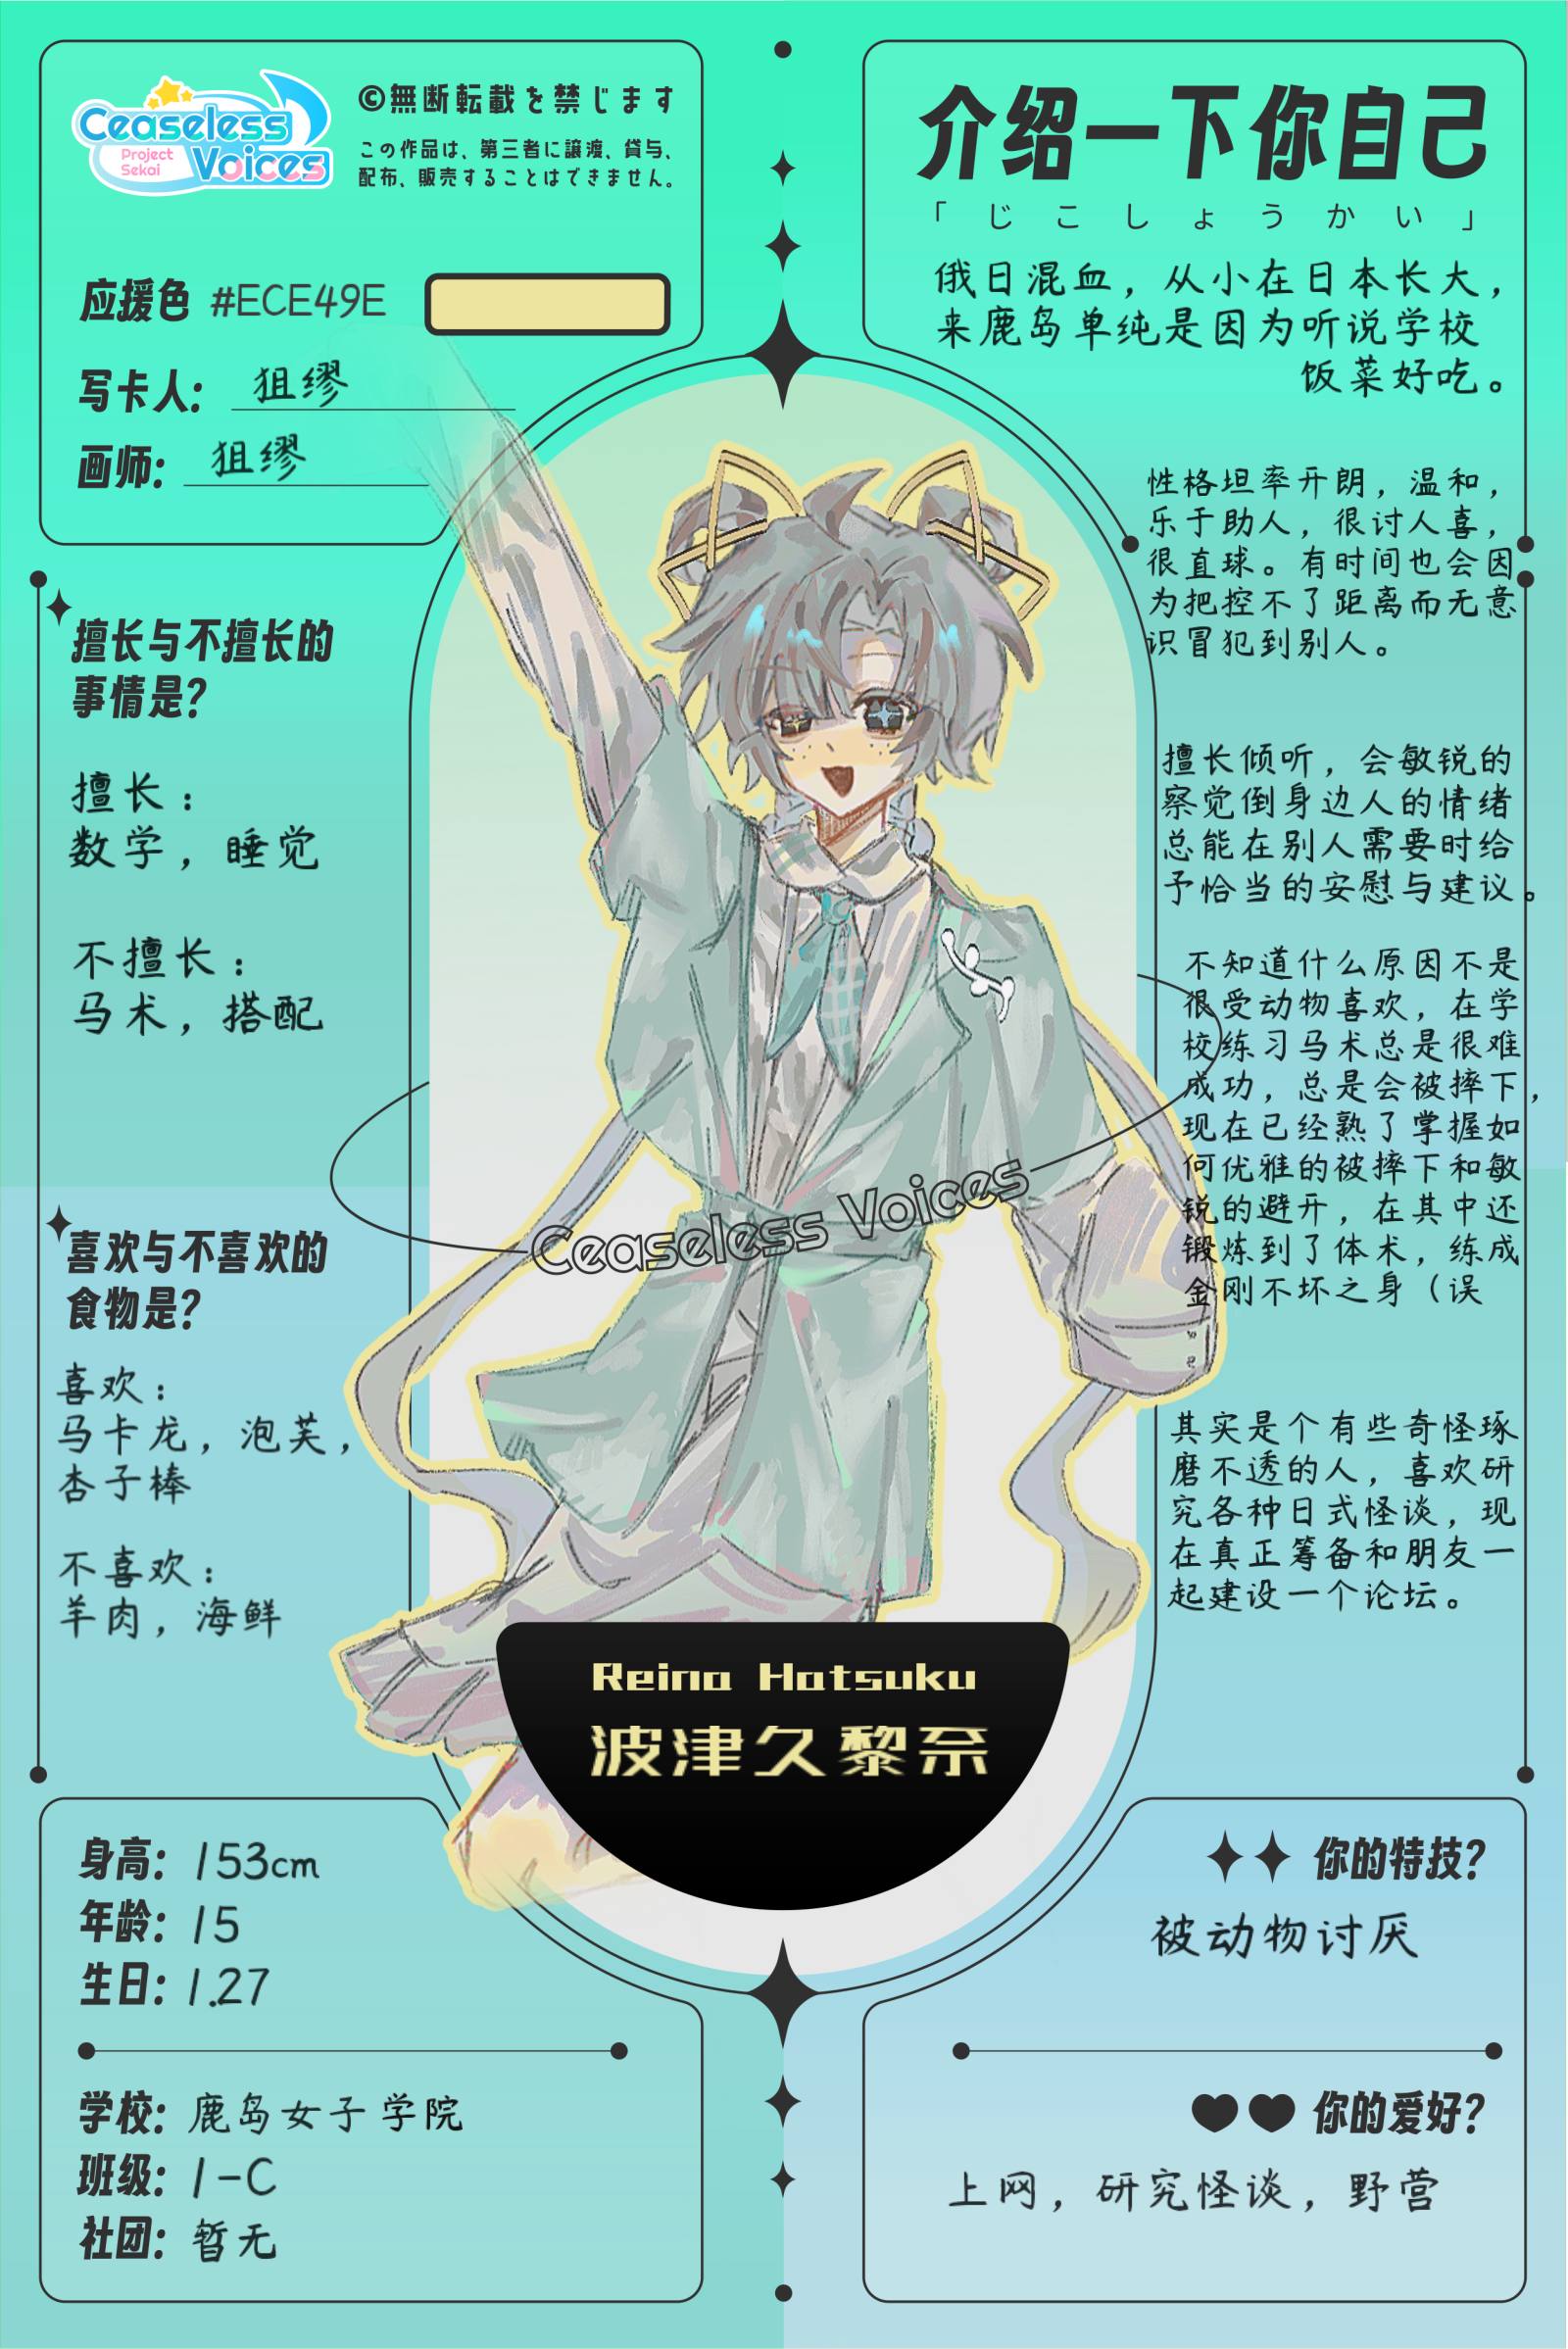 Ceaseless
Project
Sekai
Voices
©無断転載を禁じます
この作品は、第三者に譲渡、貸与、
配布、販売することはできません。
应援色 #ECE49E
写卡人: 狙缪
画师: 狙缪
介绍一下你自己
「じこしょうかい」
俄日混血，从小在日本长大，
来鹿岛单纯是因为听说学校
饭菜好吃。
性格坦率开朗，温和，
乐于助人，很讨人喜，
很直球。有时间也会因
为把控不了距离而无意
识冒犯到别人。
擅长倾听，会敏锐的
察觉倒身边人的情绪
总能在别人需要时给
予恰当的安慰与建议。
不知道什么原因不是
很受动物喜欢，在学
校练习马术总是很难
成功，总是会被摔下，
现在已经熟了掌握如
何优雅的被摔下和敏
锐的避开，在其中还
锻炼到了体术，练成
金刚不坏之身（误
其实是个有些奇怪琢
磨不透的人，喜欢研
究各种日式怪谈，现
在真正筹备和朋友一
起建设一个论坛。
擅长与不擅长的
事情是?
擅长：
数学，睡觉
不擅长：
马术，搭配
喜欢与不喜欢的
食物是?
喜欢：
马卡龙，泡芙，
杏子棒
不喜欢：
羊肉，海鲜
Ceaseless Voices
Reina Hatsuku
波津久黎奈
身高: 153cm
年龄: 15
生日: 1.27
学校: 鹿岛女子学院
班级: 1-C
社团: 暂无
你的特技?
被动物讨厌
你的爱好?
上网，研究怪谈，野营